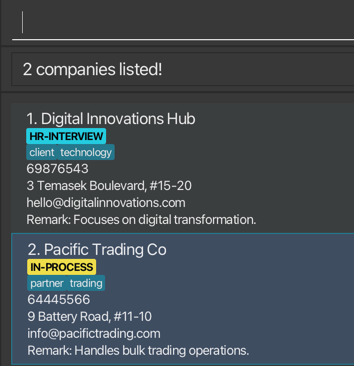 2 companies listed!
1. Digital Innovations Hub
HR-INTERVIEW
client technology
69876543
3 Temasek Boulevard, #15-20
hello@digitalinnovations.com
Remark: Focuses on digital transformation.
2. Pacific Trading Co
IN-PROCESS
partner trading
64445566
9 Battery Road, #11-10
info@pacifictrading.com
Remark: Handles bulk trading operations.